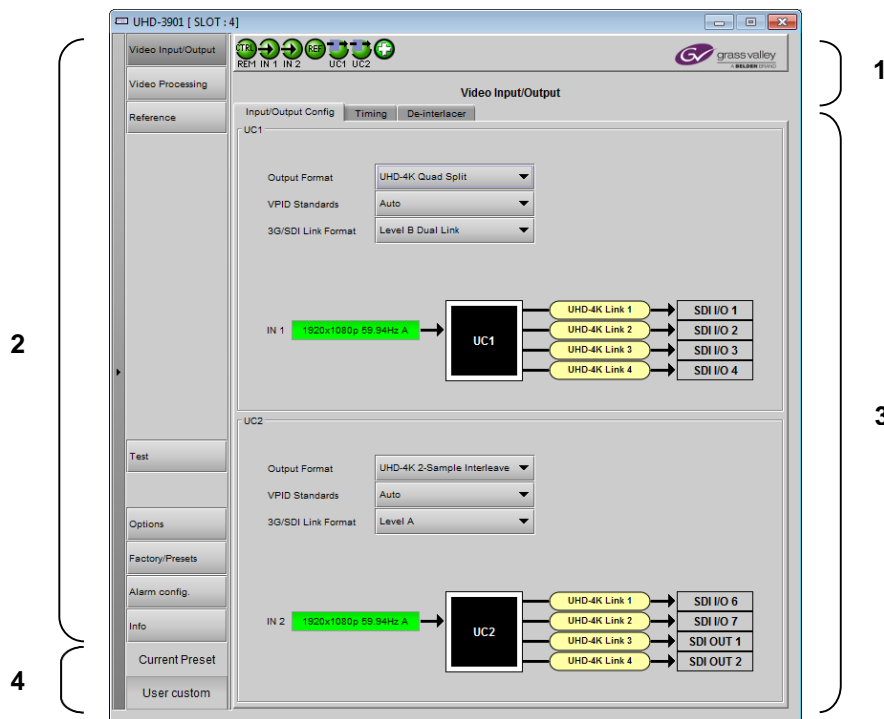 UHD-3901 [ SLOT : 4]
CTRL REF
REM IN 1 IN 2 UC1 UC2
GV grass valley
A BELDEN BRAND
1
Video Input/Output
Video Processing
Reference
Test
Options
Factory/Presets
Alarm config.
Info
Current Preset
User custom
2
4
Video Input/Output
Input/Output Config Timing De-interlacer
UC1
Output Format UHD-4K Quad Split
VPID Standards Auto
3G/SDI Link Format Level B Dual Link
IN 1 1920x1080p 59.94Hz A
UC1
UHD-4K Link 1 SDI I/O 1
UHD-4K Link 2 SDI I/O 2
UHD-4K Link 3 SDI I/O 3
UHD-4K Link 4 SDI I/O 4
UC2
Output Format UHD-4K 2-Sample Interleave
VPID Standards Auto
3G/SDI Link Format Level A
IN 2 1920x1080p 59.94Hz A
UC2
UHD-4K Link 1 SDI I/O 6
UHD-4K Link 2 SDI I/O 7
UHD-4K Link 3 SDI OUT 1
UHD-4K Link 4 SDI OUT 2
3